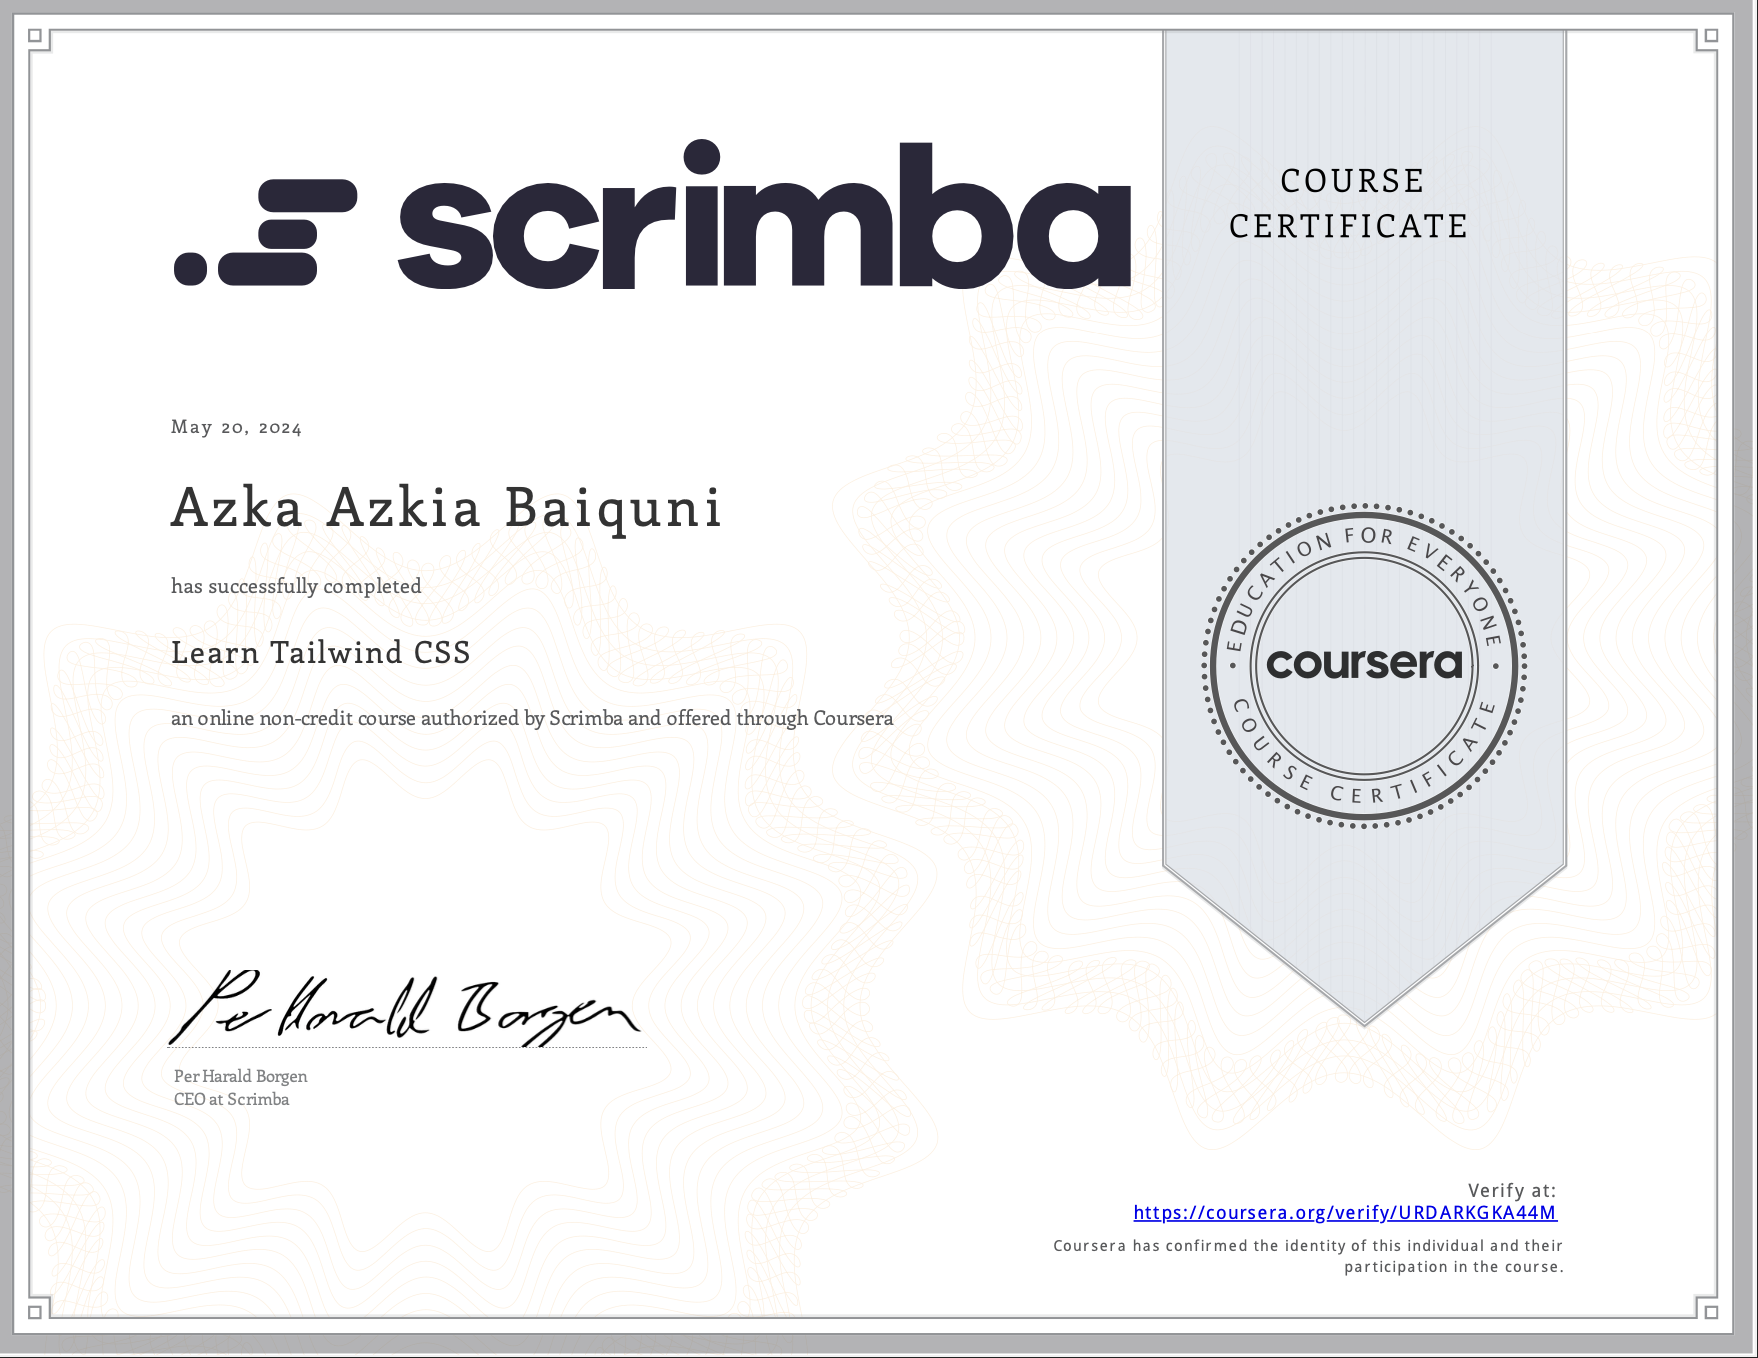 scrimba
COURSE
CERTIFICATE
May 20, 2024
Azka Azkia Baiquni
has successfully completed
Learn Tailwind CSS
an online non-credit course authorized by Scrimba and offered through Coursera
EDUCATION FOR EVERYONE
coursera
COURSE CERTIFICATE
Per Harald Borgen
Per Harald Borgen
CEO at Scrimba
Verify at:
https://coursera.org/verify/URDARKGKA44M
Coursera has confirmed the identity of this individual and their
participation in the course.